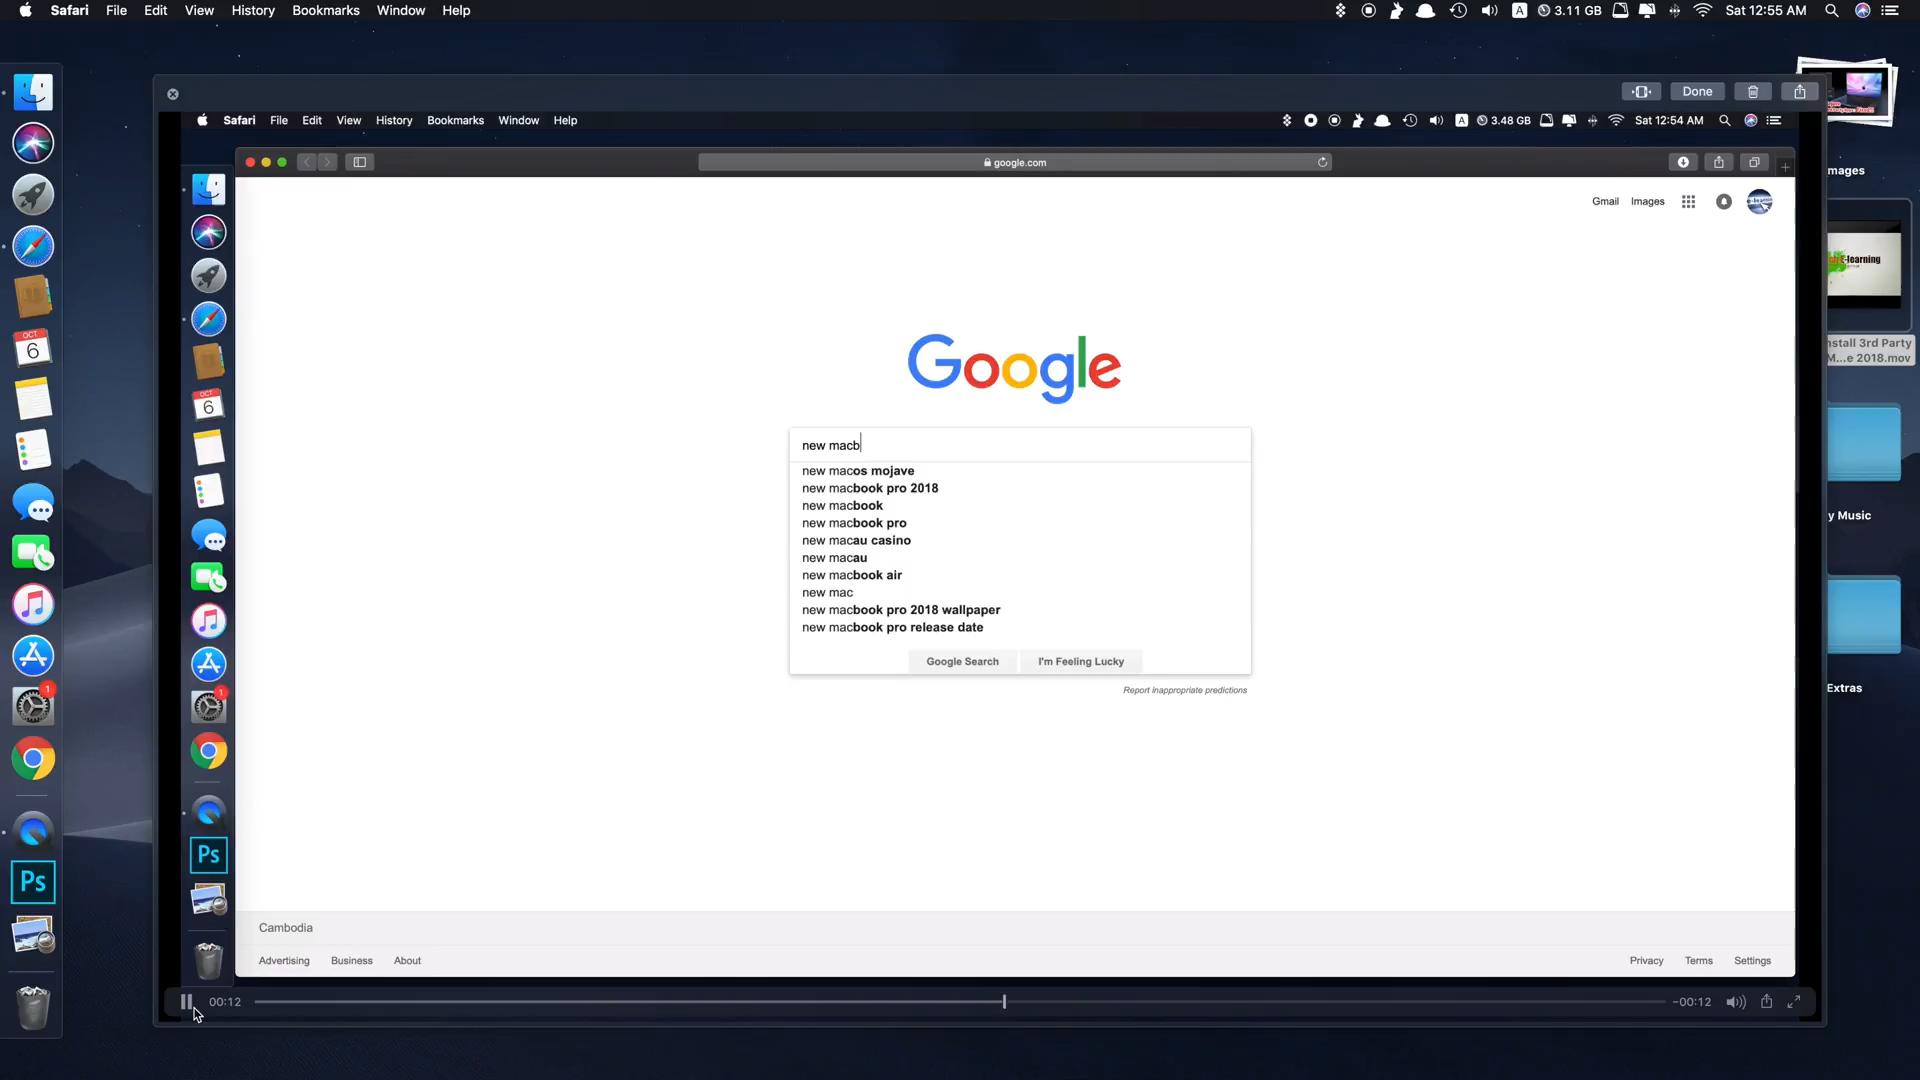 Safari File Edit View History Bookmarks Window Help
A 3.11 GB Sat 12:55 AM
Done
Safari File Edit View History Bookmarks Window Help
A 3.48 GB Sat 12:54 AM
google.com
Gmail Images
Google
new macb
new macos mojave
new macbook pro 2018
new macbook
new macbook pro
new macau casino
new macau
new macbook air
new mac
new macbook pro 2018 wallpaper
new macbook pro release date
Google Search I'm Feeling Lucky
Report inappropriate predictions
Cambodia
Advertising Business About
Privacy Terms Settings
00:12 −00:12
OCT
6
1
Ps
OCT
6
1
Ps
mages
E-learning
nstall 3rd Party
M...e 2018.mov
y Music
Extras